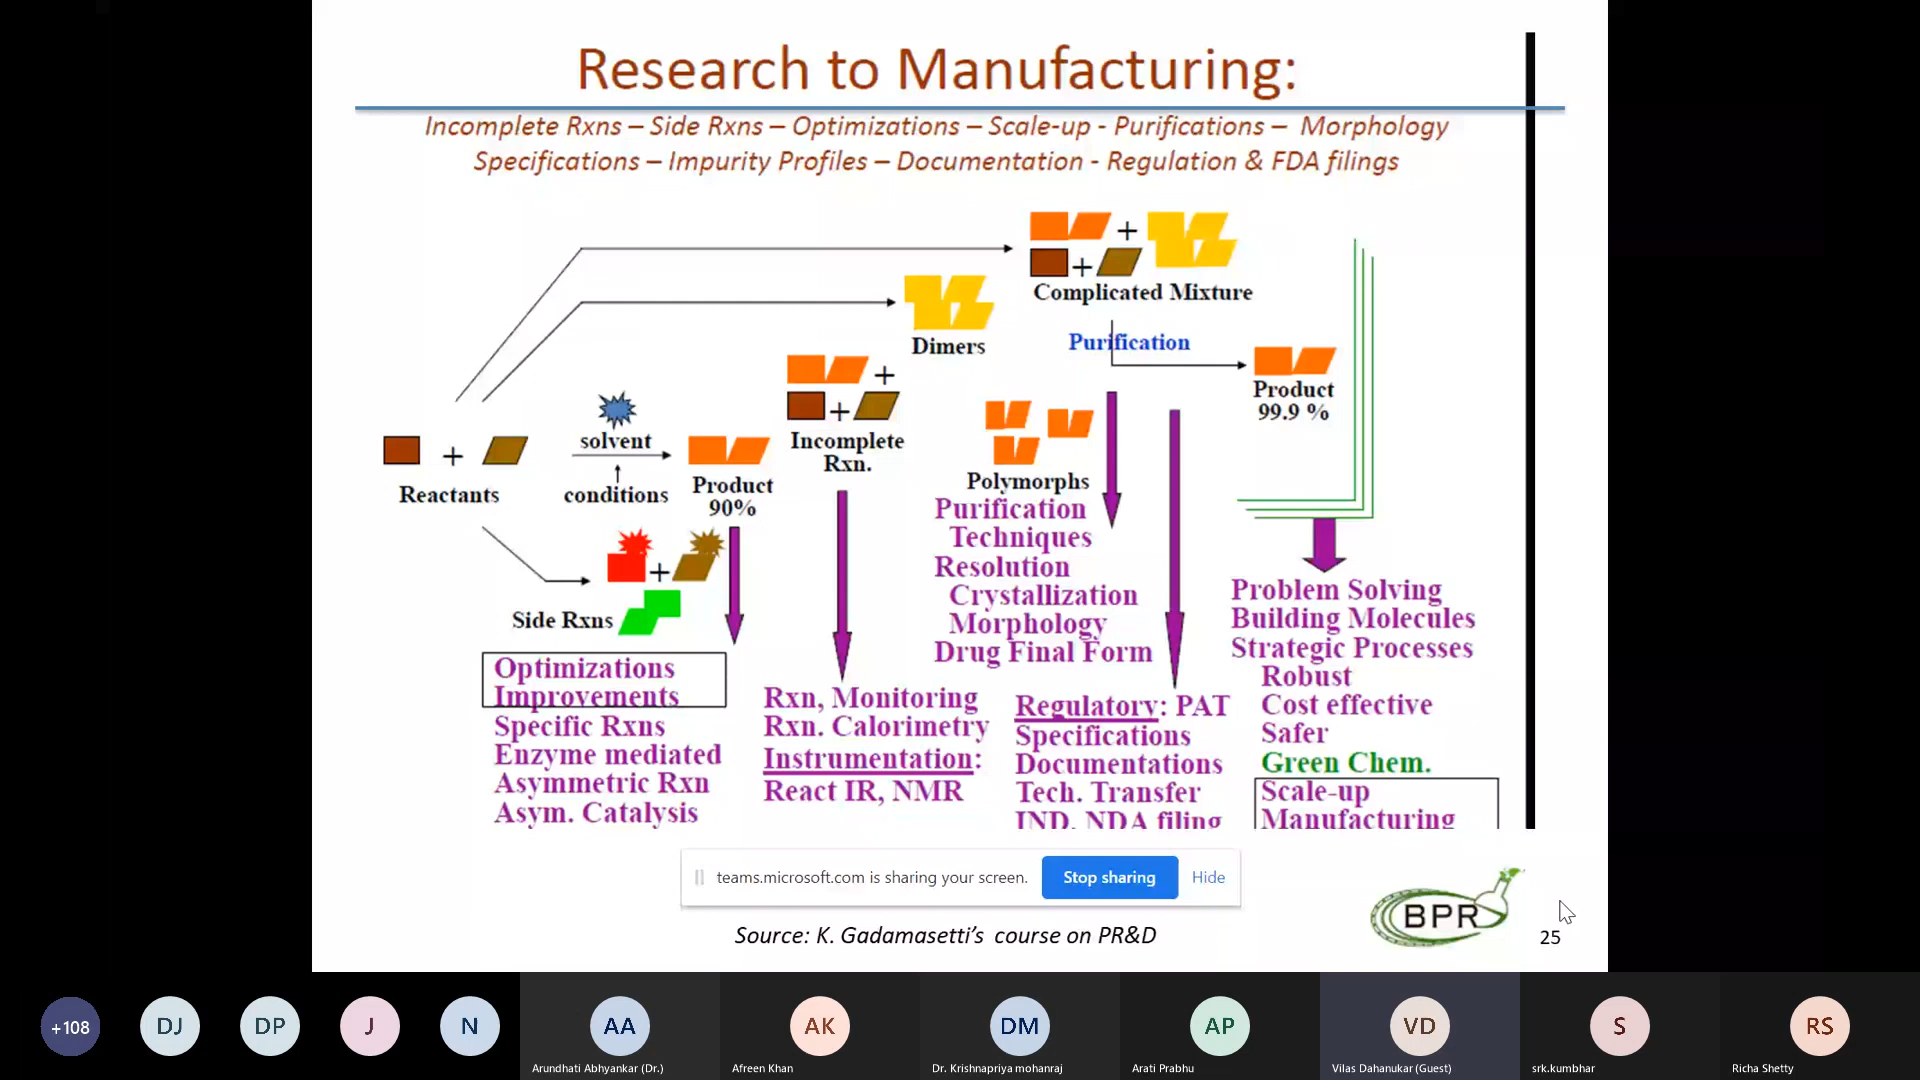 Research to Manufacturing:
Incomplete Rxns – Side Rxns – Optimizations – Scale-up - Purifications – Morphology
Specifications – Impurity Profiles – Documentation - Regulation & FDA filings
+
+
Complicated Mixture
Dimers
Purification
Product
99.9 %
+
+
Incomplete
Rxn.
Reactants
+
solvent
conditions
Product
90%
Polymorphs
+
Side Rxns
Optimizations
Improvements
Specific Rxns
Enzyme mediated
Asymmetric Rxn
Asym. Catalysis
Rxn, Monitoring
Rxn. Calorimetry
Instrumentation:
React IR, NMR
Purification
Techniques
Resolution
Crystallization
Morphology
Drug Final Form
Regulatory: PAT
Specifications
Documentations
Tech. Transfer
IND, NDA filing
Problem Solving
Building Molecules
Strategic Processes
Robust
Cost effective
Safer
Green Chem.
Scale-up
Manufacturing
teams.microsoft.com is sharing your screen.
Stop sharing
Hide
Source: K. Gadamasetti's course on PR&D
BPR
25
+108
DJ
DP
J
N
AA
AK
DM
AP
VD
S
RS
Arundhati Abhyankar (Dr.)
Afreen Khan
Dr. Krishnapriya mohanraj
Arati Prabhu
Vilas Dahanukar (Guest)
srk.kumbhar
Richa Shetty